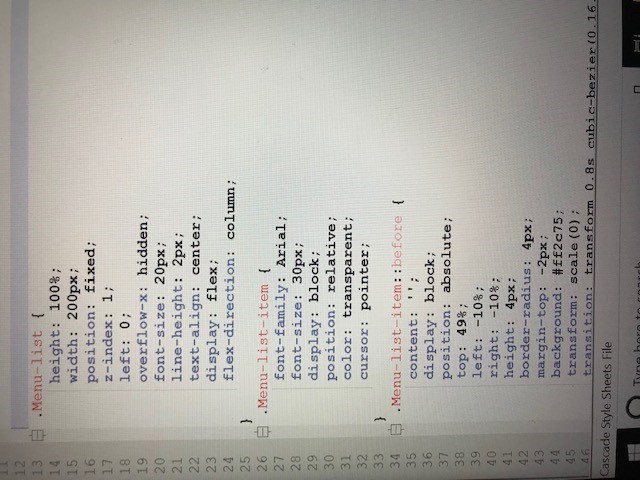 11
12
13 .Menu-list {
14 height: 100%;
15 width: 200px;
16 position: fixed;
17 z-index: 1;
18 left: 0;
19 overflow-x: hidden;
20 font-size: 20px;
21 line-height: 2px;
22 text-align: center;
23 display: flex;
24 flex-direction: column;
25 }
26 .Menu-list-item {
27 font-family: Arial;
28 font-size: 30px;
29 display: block;
30 position: relative;
31 color: transparent;
32 cursor: pointer;
33 }
34 .Menu-list-item::before {
35 content: '';
36 display: block;
37 position: absolute;
38 top: 49%;
39 left: -10%;
40 right: -10%;
41 height: 4px;
42 border-radius: 4px;
43 margin-top: -2px;
44 background: #ff2c75;
45 transform: scale(0);
46 transition: transform 0.8s cubic-bezier(0.16,
Cascade Style Sheets File
Type here to search